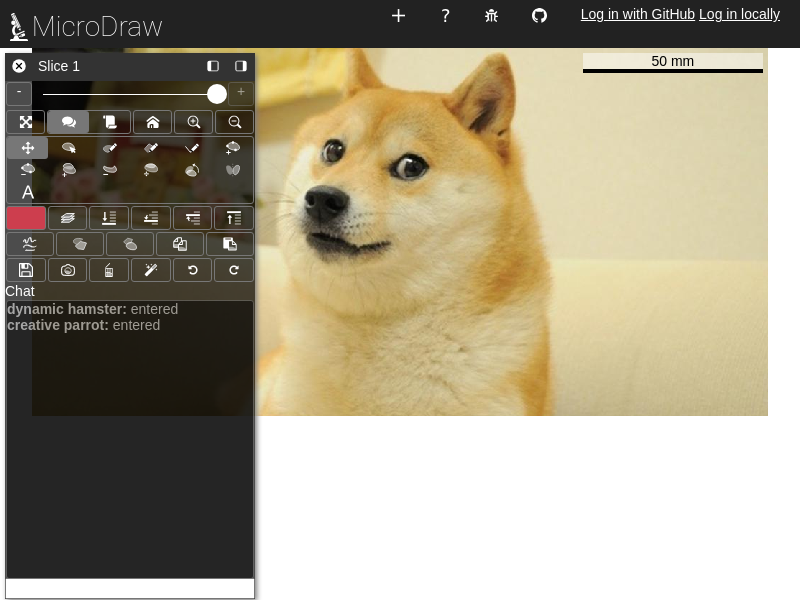 MicroDraw
+ ?
Log in with GitHub Log in locally
Slice 1
50 mm
- +
A
Chat
dynamic hamster: entered
creative parrot: entered